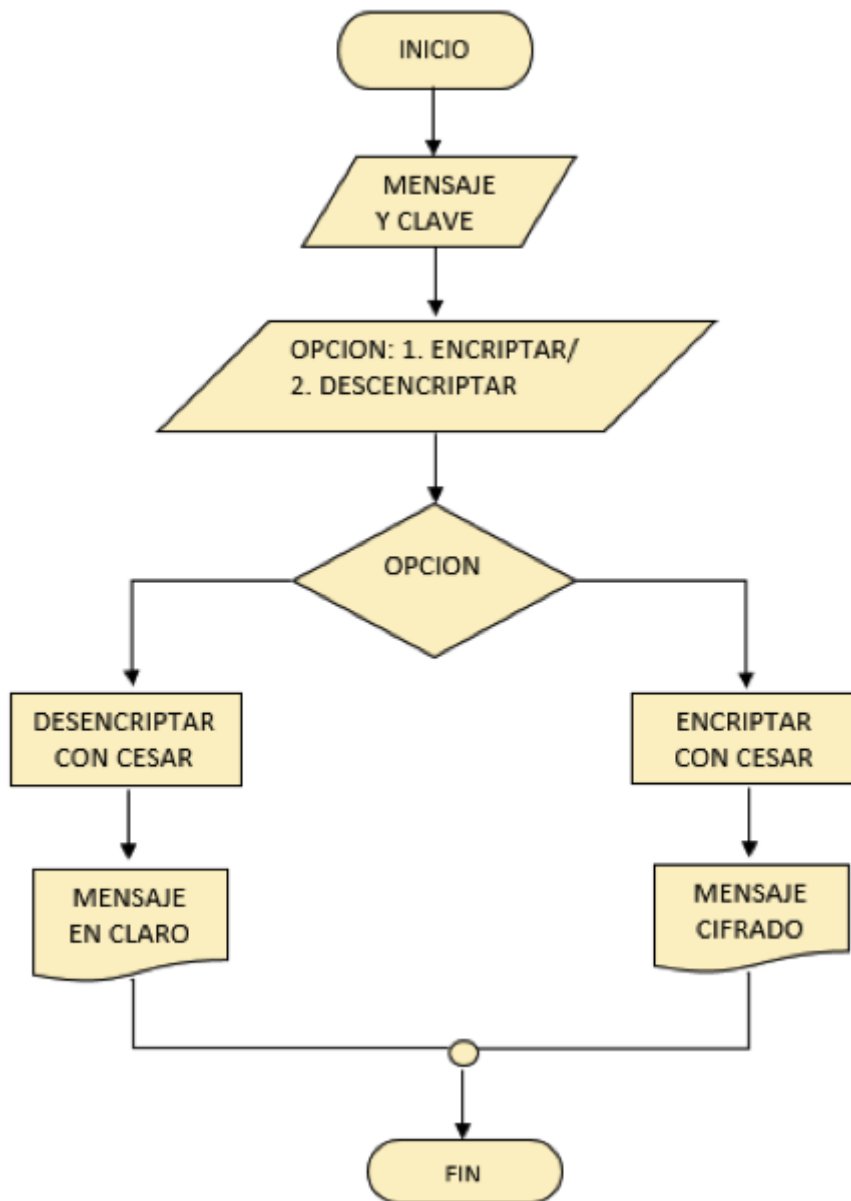 INICIO
MENSAJE
Y CLAVE
OPCION: 1. ENCRIPTAR/
2. DESCENCRIPTAR
OPCION
DESENCRIPTAR
CON CESAR
ENCRIPTAR
CON CESAR
MENSAJE
EN CLARO
MENSAJE
CIFRADO
FIN